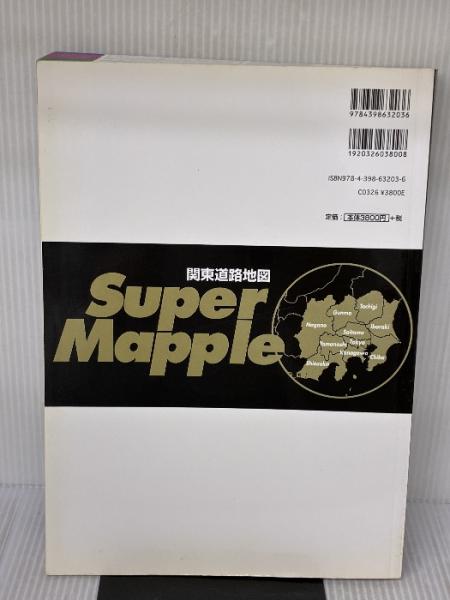 9784398632036
1920326038008
ISBN978-4-398-63203-6
C0326 ¥3800E
定価：本体3800円＋税
関東道路地図
Super
Mapple
Tochigi
Gunma
Nagano
Ibaraki
Saitama
Tokyo
Yamanashi
Kanagawa
Chiba
Shizuoka